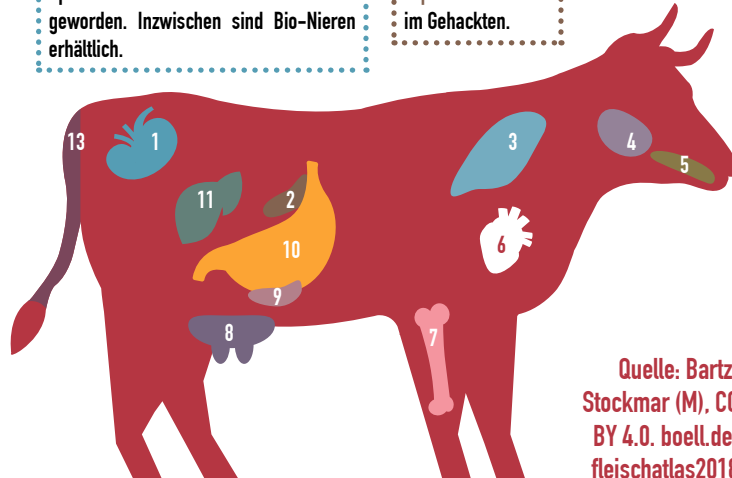 geworden. Inzwischen sind Bio-Nieren
erhältlich.
im Gehackten.
13
1
3
4
5
11
2
6
10
9
8
7
Quelle: Bartz
Stockmar (M), CC
BY 4.0. boell.de
fleischatlas2018